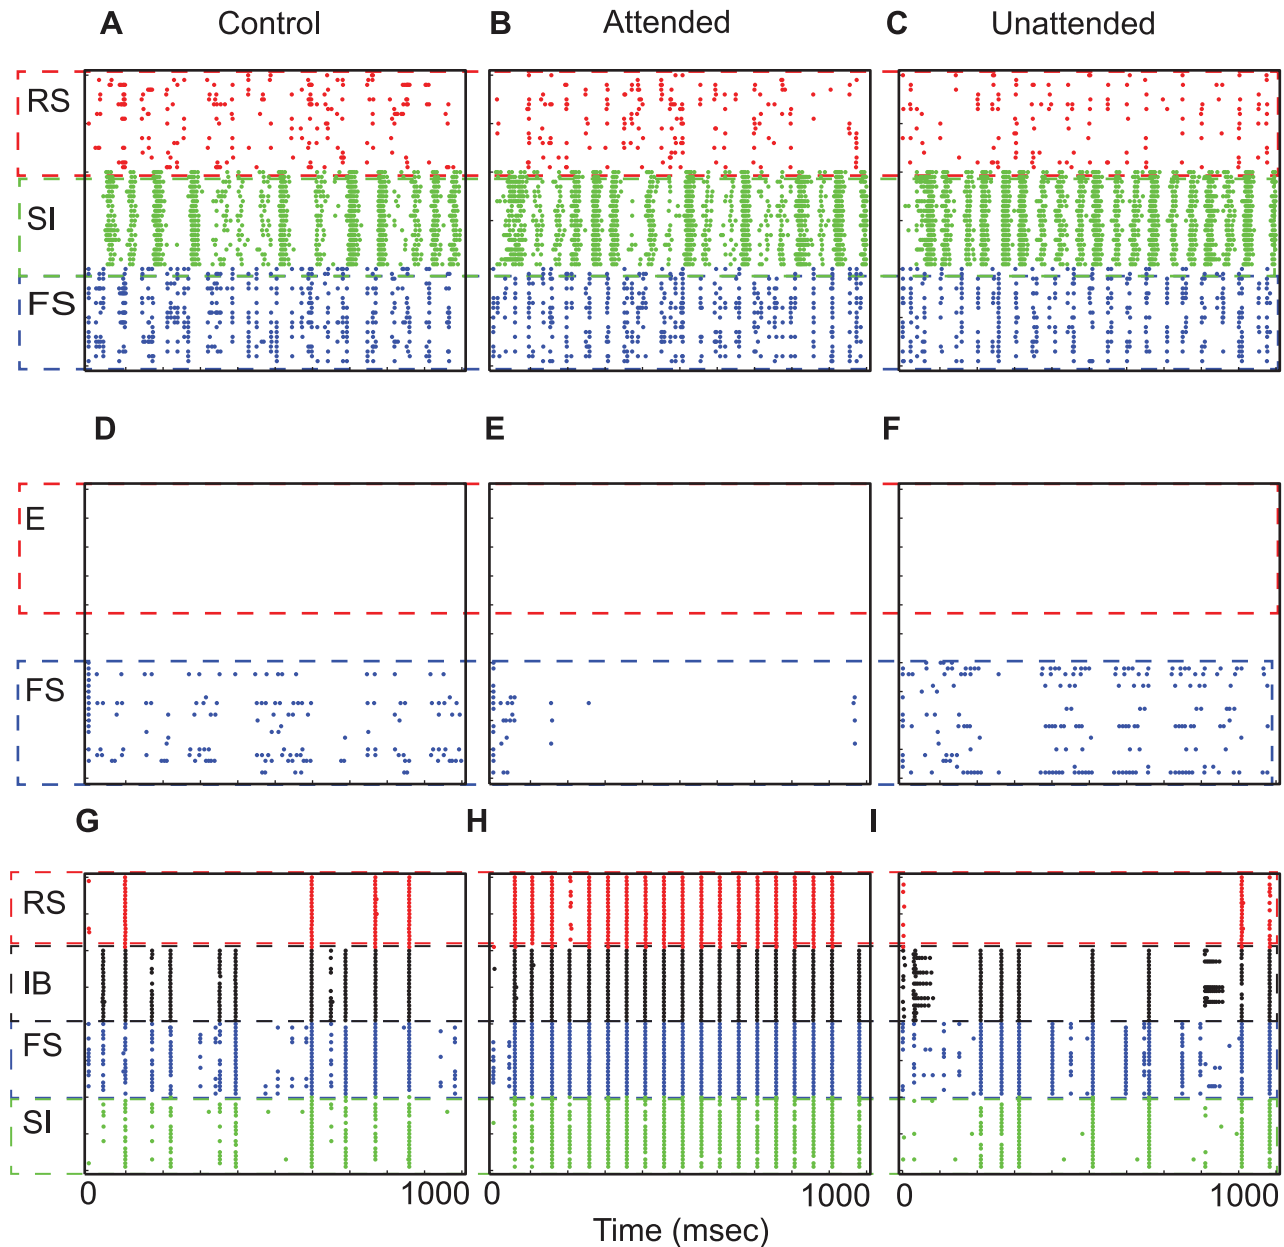 A Control
B Attended
C Unattended
RS
SI
FS
D
E
F
E
FS
G
H
I
RS
IB
FS
SI
0 1000
0 1000
0 1000
Time (msec)